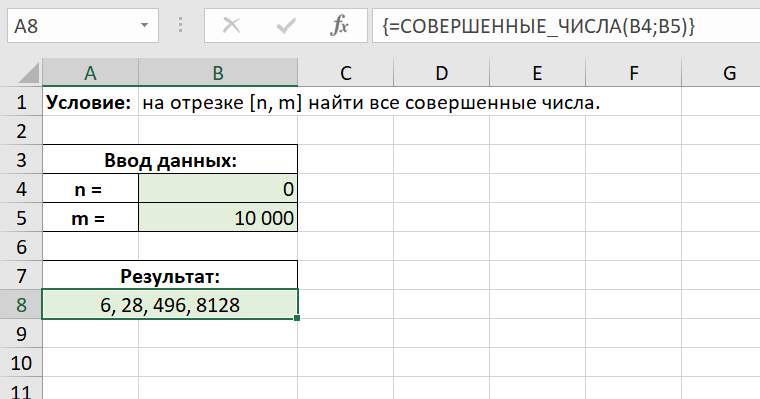 A8 fx {=СОВЕРШЕННЫЕ_ЧИСЛА(B4;B5)}
A B C D E F G
1 Условие: на отрезке [n, m] найти все совершенные числа.
2
3 Ввод данных:
4 n = 0
5 m = 10 000
6
7 Результат:
8 6, 28, 496, 8128
9
10
11